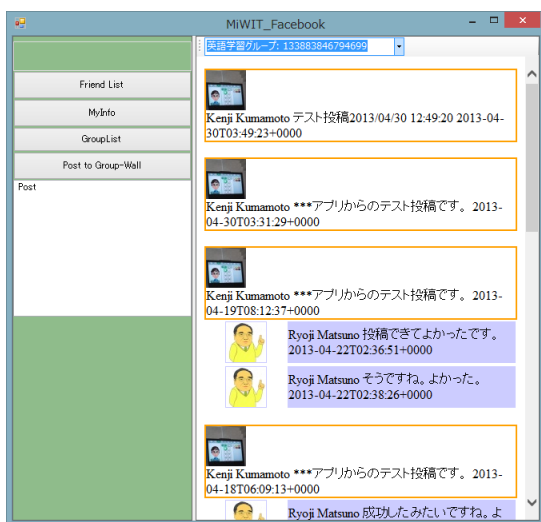 MiWIT_Facebook
英語学習グループ: 133883846794699
Friend List
MyInfo
GroupList
Post to Group-Wall
Post
Kenji Kumamoto テスト投稿2013/04/30 12:49:20 2013-04-
30T03:49:23+0000
Kenji Kumamoto ***アプリからのテスト投稿です。 2013-
04-30T03:31:29+0000
Kenji Kumamoto ***アプリからのテスト投稿です。 2013-
04-19T08:12:37+0000
Ryoji Matsuno 投稿できてよかったです。
2013-04-22T02:36:51+0000
Ryoji Matsuno そうですね。よかった。
2013-04-22T02:38:26+0000
Kenji Kumamoto ***アプリからのテスト投稿です。 2013-
04-18T06:09:13+0000
Ryoji Matsuno 成功したみたいですね。よ